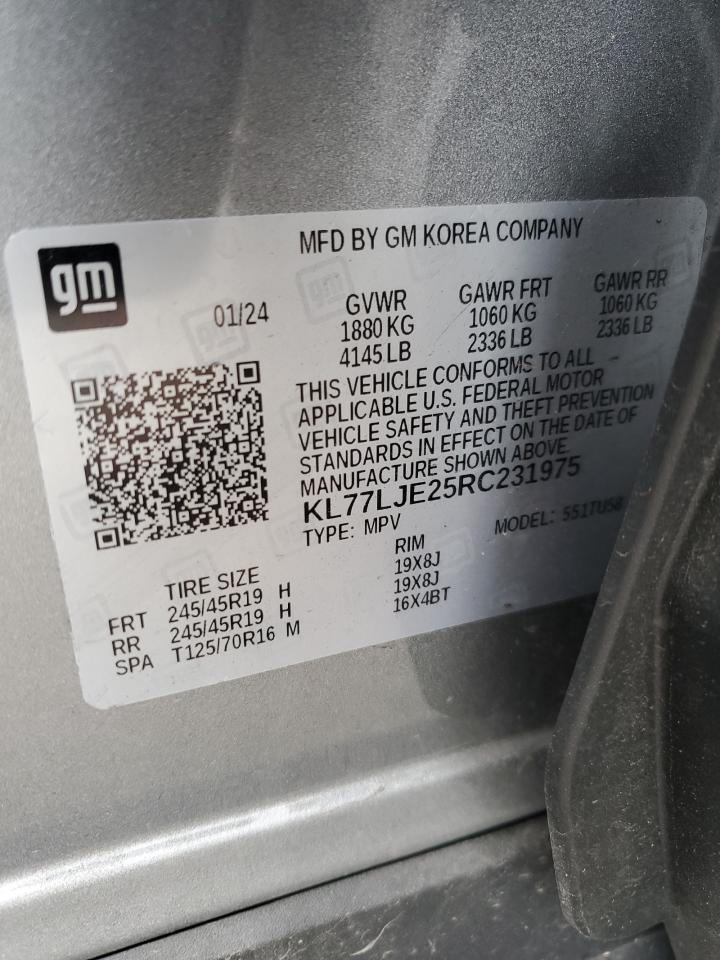 MFD BY GM KOREA COMPANY
gm
01/24
GVWR GAWR FRT GAWR RR
1880 KG 1060 KG 1060 KG
4145 LB 2336 LB 2336 LB
THIS VEHICLE CONFORMS TO ALL
APPLICABLE U.S. FEDERAL MOTOR
VEHICLE SAFETY AND THEFT PREVENTION
STANDARDS IN EFFECT ON THE DATE OF
MANUFACTURE SHOWN ABOVE.
KL77LJE25RC231975
TYPE: MPV MODEL: 551TU58
TIRE SIZE RIM
FRT 245/45R19 H 19X8J
RR 245/45R19 H 19X8J
SPA T125/70R16 M 16X4BT